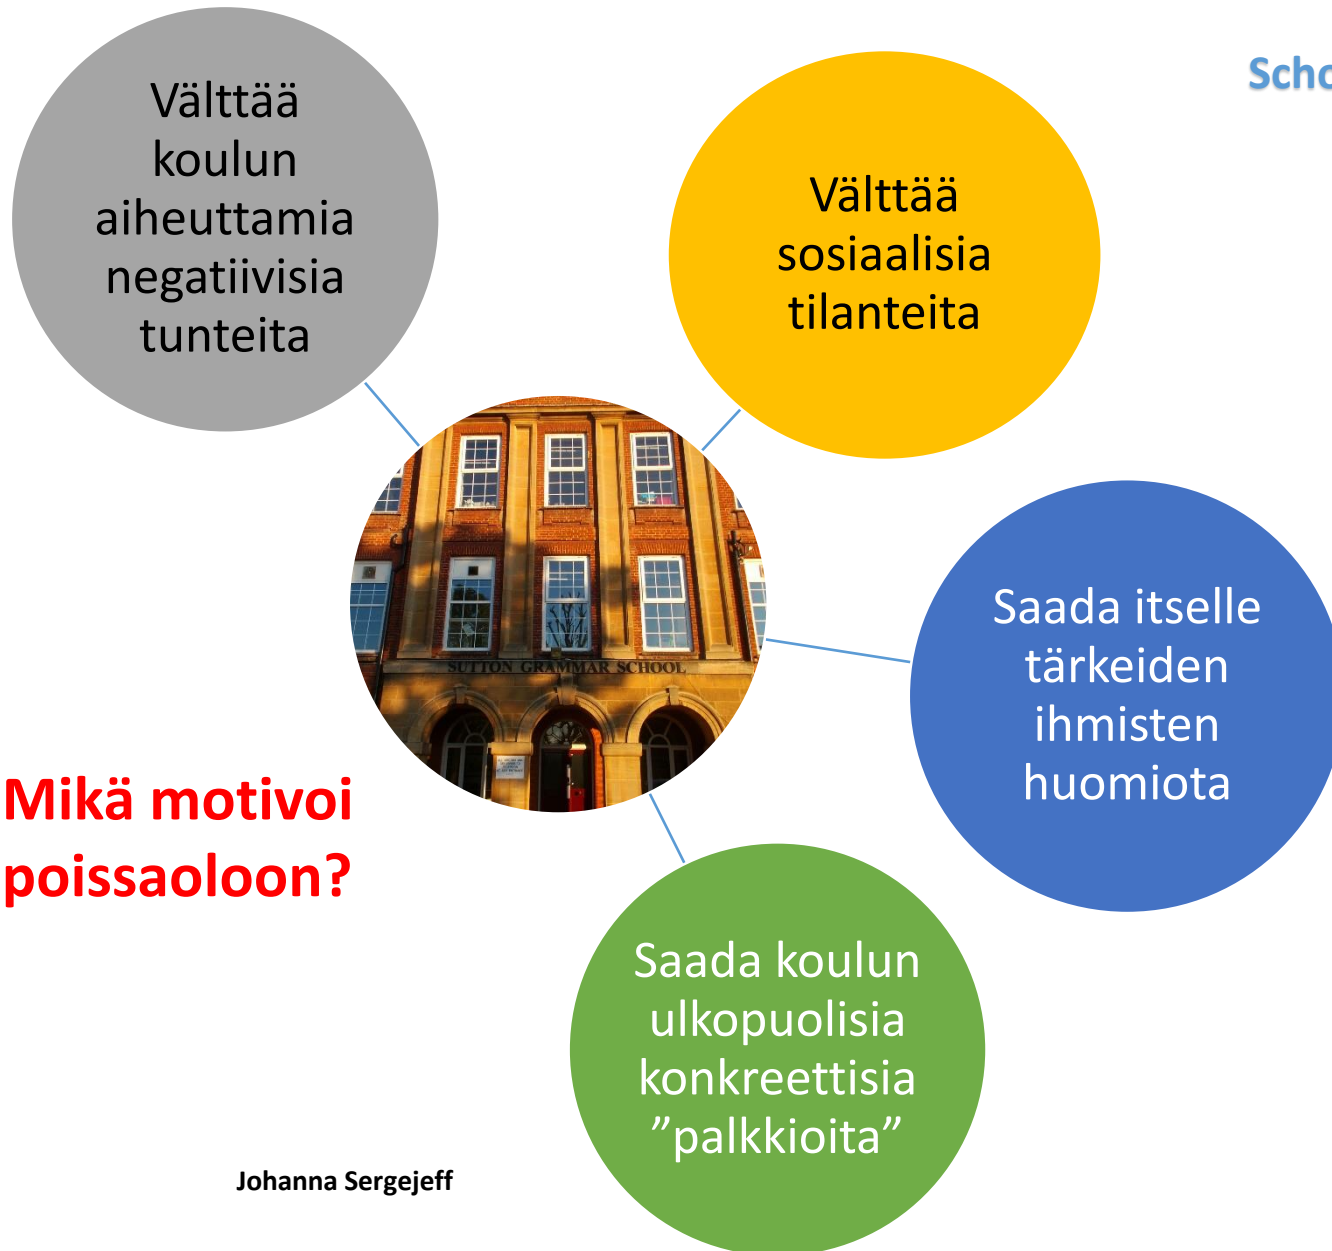 Välttää
koulun
aiheuttamia
negatiivisia
tunteita
Scho
Välttää
sosiaalisia
tilanteita
Saada itselle
tärkeiden
ihmisten
huomiota
SUTTON GRAMMAR SCHOOL
Mikä motivoi
poissaoloon?
Saada koulun
ulkopuolisia
konkreettisia
”palkkioita”
Johanna Sergejeff